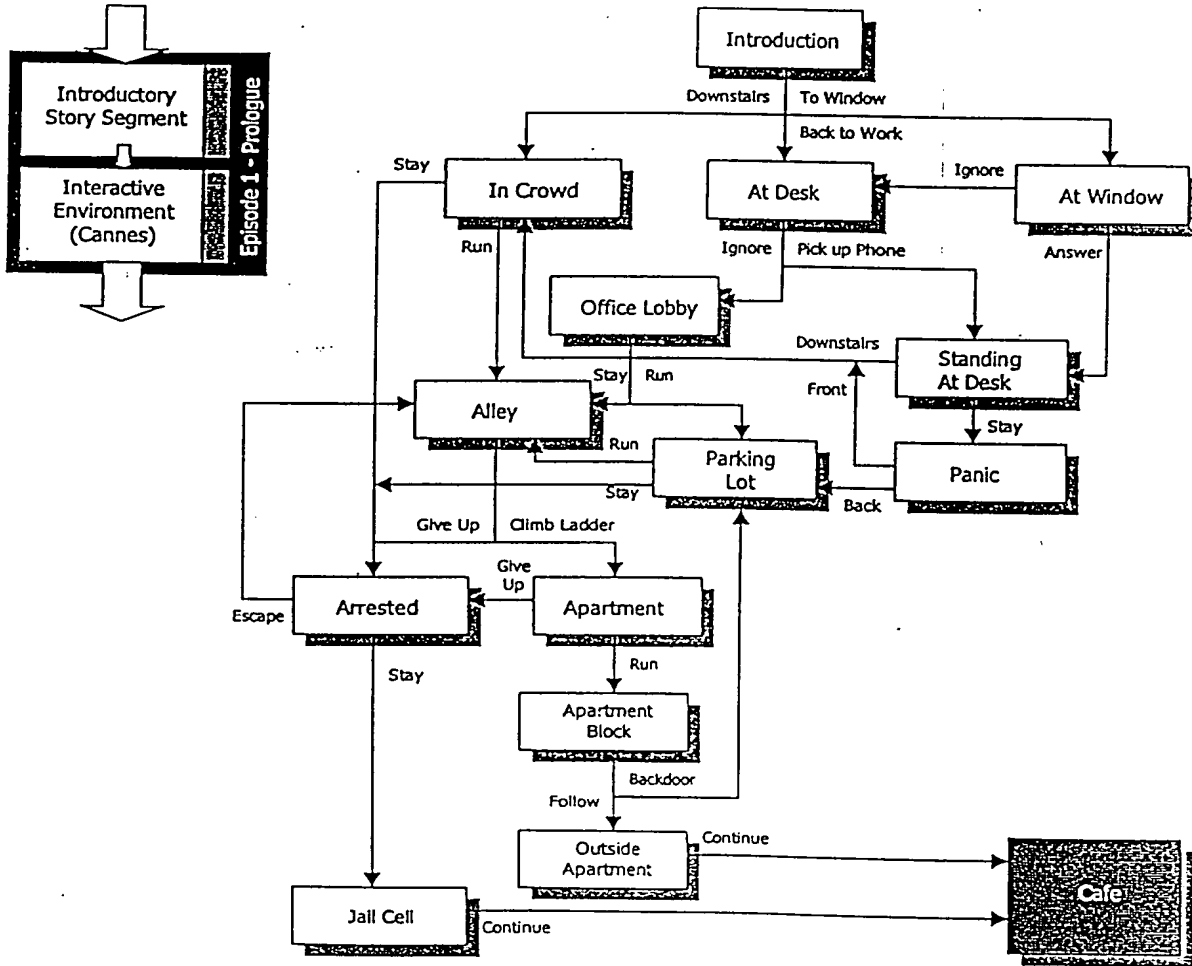 Introductory
Story Segment
Interactive
Environment
(Cannes)
Episode 1 - Prologue
Introduction
Downstairs
To Window
Back to Work
Stay
In Crowd
At Desk
Ignore
At Window
Run
Ignore
Pick up Phone
Answer
Office Lobby
Downstairs
Standing
At Desk
Stay
Run
Front
Alley
Stay
Run
Parking
Lot
Panic
Stay
Back
Give Up
Climb Ladder
Give
Up
Arrested
Apartment
Escape
Stay
Run
Apartment
Block
Backdoor
Follow
Outside
Apartment
Continue
Cafe
Jail Cell
Continue